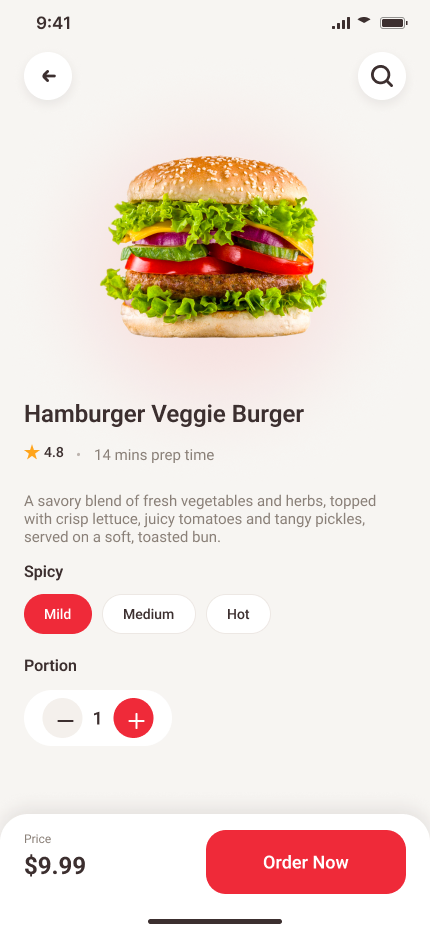 9:41
Hamburger Veggie Burger
4.8 • 14 mins prep time
A savory blend of fresh vegetables and herbs, topped
with crisp lettuce, juicy tomatoes and tangy pickles,
served on a soft, toasted bun.
Spicy
Mild Medium Hot
Portion
1
Price
$9.99
Order Now